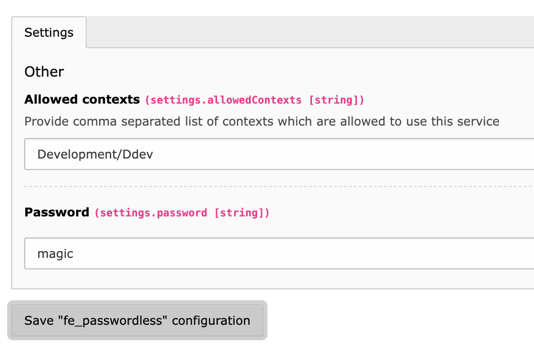 Settings
Other
Allowed contexts (settings.allowedContexts [string])
Provide comma separated list of contexts which are allowed to use this service
Development/Ddev
Password (settings.password [string])
magic
Save "fe_passwordless" configuration